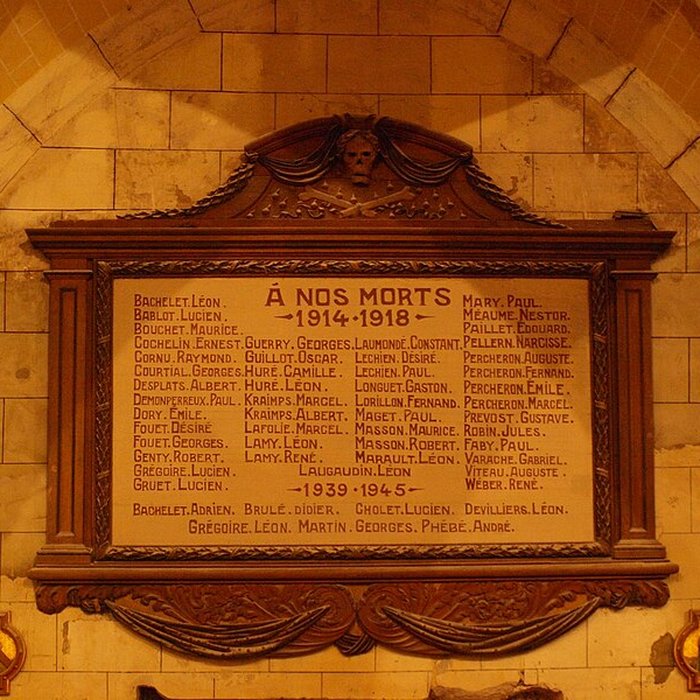 Á NOS MORTS
1914-1918
BACHELET.LÉON.
BABLOT.LUCIEN.
BOUCHET.MAURICE.
COCHELIN.ERNEST.
CORNU.RAYMOND.
COURTIAL.GEORGES.
DESPLATS.ALBERT.
DEMONPERREUX.PAUL.
DORY.ÉMILE.
FOUET.DÉSIRÉ
FOUET.GEORGES.
GENTY.ROBERT.
GRÉGOIRE.LUCIEN.
GRUET.LUCIEN.
GUERRY.GEORGES.
GUILLOT.OSCAR.
HURÉ.CAMILLE.
HURÉ.LÉON.
KRAIMPS.MARCEL.
KRAIMPS.ALBERT.
LAFOLIE.MARCEL.
LAMY.LÉON.
LAMY.RENÉ.
LAUMONDÉ.CONSTANT.
LECHIEN.DÉSIRÉ.
LECHIEN.PAUL.
LONGUET.GASTON.
LORILLON.FERNAND.
MAGET.PAUL.
MASSON.MAURICE.
MASSON.ROBERT.
MARAULT.LÉON.
LAUGAUDIN.LÉON
MARY.PAUL.
MÉAUME.NESTOR.
PAILLET.EDOUARD.
PELLERN.NARCISSE.
PERCHERON.AUGUSTE.
PERCHERON.FERNAND.
PERCHERON.ÉMILE.
PERCHERON.MARCEL.
PREVOST.GUSTAVE.
ROBIN.JULES.
FABY.PAUL.
VARACHE.GABRIEL.
VITEAU.AUGUSTE.
WÉBER.RENÉ.
1939-1945
BACHELET.ADRIEN. BRULÉ.DIDIER. CHOLET.LUCIEN. DEVILLIERS.LÉON.
GRÉGOIRE.LÉON. MARTIN.GEORGES. PHÉBÉ.ANDRÉ.